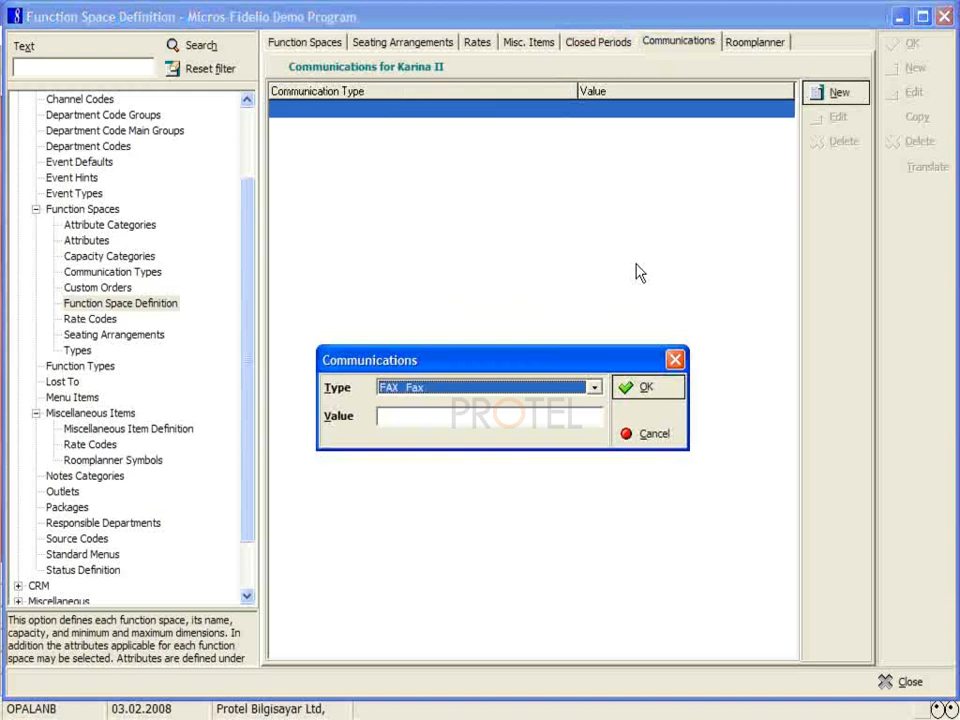 Function Space Definition - Micros-Fidelio Demo Program
Text
Search
Reset filter
Channel Codes
Department Code Groups
Department Code Main Groups
Department Codes
Event Defaults
Event Hints
Event Types
Function Spaces
Attribute Categories
Attributes
Capacity Categories
Communication Types
Custom Orders
Function Space Definition
Rate Codes
Seating Arrangements
Types
Function Types
Lost To
Menu Items
Miscellaneous Items
Miscellaneous Item Definition
Rate Codes
Roomplanner Symbols
Notes Categories
Outlets
Packages
Responsible Departments
Source Codes
Standard Menus
Status Definition
CRM
Miscellaneous
This option defines each function space, its name,
capacity, and minimum and maximum dimensions. In
addition the attributes applicable for each function
space may be selected. Attributes are defined under
Function Spaces Seating Arrangements Rates Misc. Items Closed Periods Communications Roomplanner
Communications for Karina II
Communication Type Value
New
Edit
Delete
OK
New
Edit
Copy
Delete
Translate
Communications
Type FAX Fax OK
Value
Cancel
PROTEL
Close
OPALANB 03.02.2008 Protel Bilgisayar Ltd,